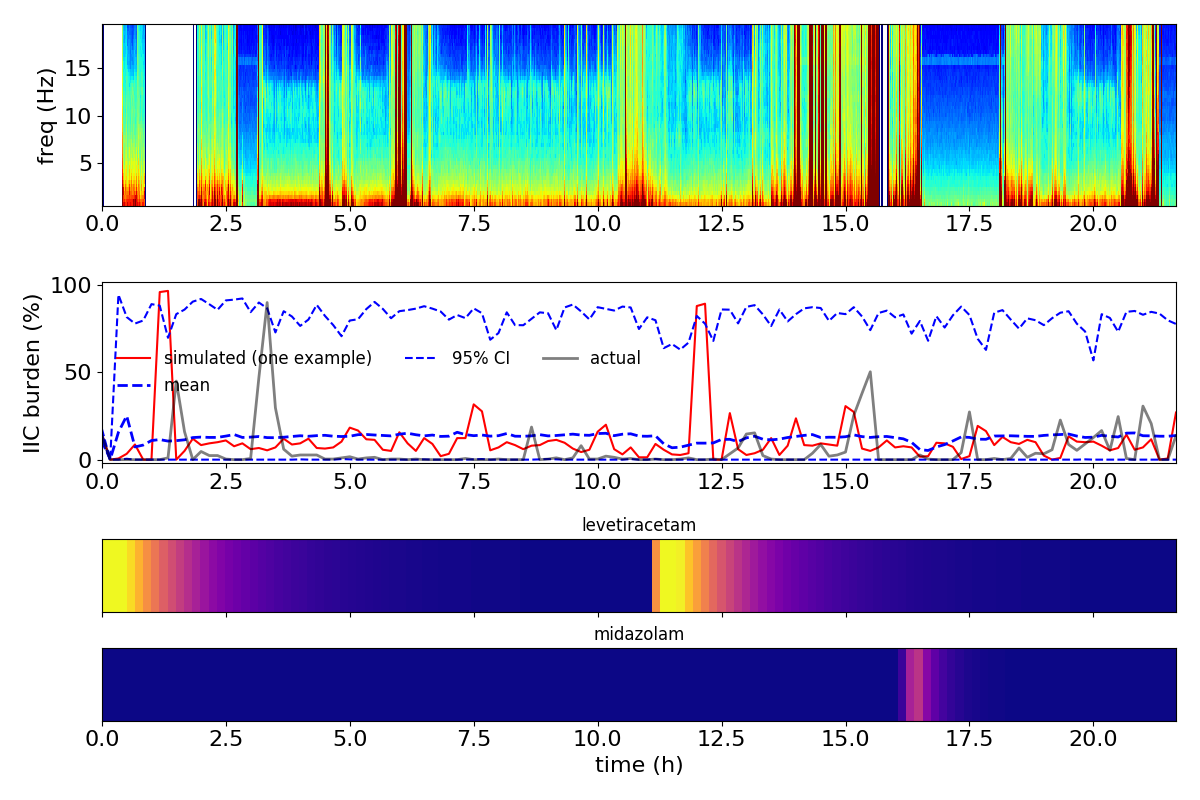 freq (Hz)
15
10
5
0.0 2.5 5.0 7.5 10.0 12.5 15.0 17.5 20.0
IIC burden (%)
100
50
0
simulated (one example) 95% CI actual
mean
0.0 2.5 5.0 7.5 10.0 12.5 15.0 17.5 20.0
levetiracetam
midazolam
0.0 2.5 5.0 7.5 10.0 12.5 15.0 17.5 20.0
time (h)